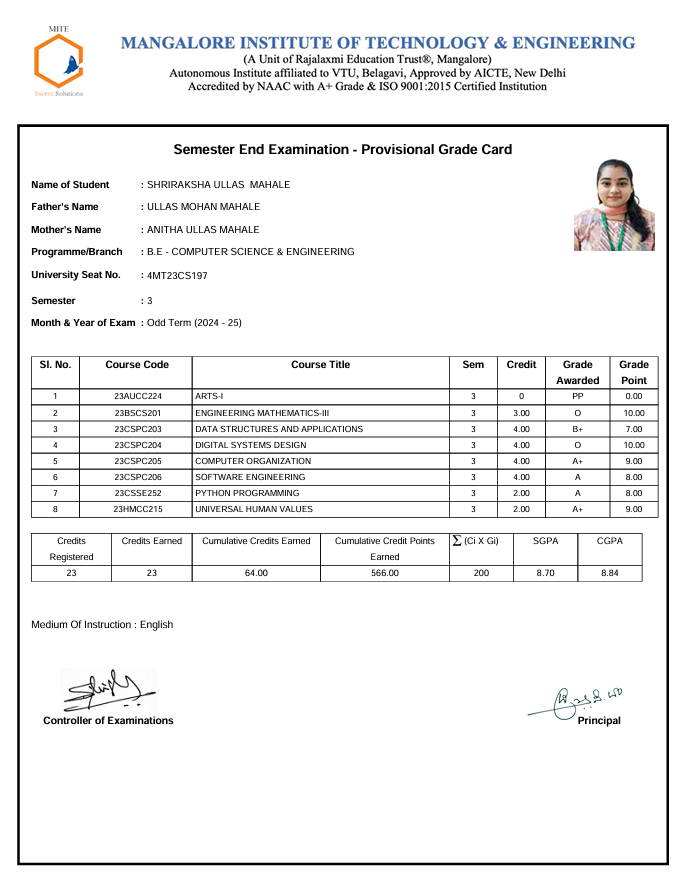 MITE
Invent Solutions
MANGALORE INSTITUTE OF TECHNOLOGY & ENGINEERING
(A Unit of Rajalaxmi Education Trust®, Mangalore)
Autonomous Institute affiliated to VTU, Belagavi, Approved by AICTE, New Delhi
Accredited by NAAC with A+ Grade & ISO 9001:2015 Certified Institution
Semester End Examination - Provisional Grade Card
Name of Student : SHRIRAKSHA ULLAS MAHALE
Father's Name : ULLAS MOHAN MAHALE
Mother's Name : ANITHA ULLAS MAHALE
Programme/Branch : B.E - COMPUTER SCIENCE & ENGINEERING
University Seat No. : 4MT23CS197
Semester : 3
Month & Year of Exam : Odd Term (2024 - 25)
Sl. No. Course Code Course Title Sem Credit Grade Awarded Grade Point
1 23AUCC224 ARTS-I 3 0 PP 0.00
2 23BSCS201 ENGINEERING MATHEMATICS-III 3 3.00 O 10.00
3 23CSPC203 DATA STRUCTURES AND APPLICATIONS 3 4.00 B+ 7.00
4 23CSPC204 DIGITAL SYSTEMS DESIGN 3 4.00 O 10.00
5 23CSPC205 COMPUTER ORGANIZATION 3 4.00 A+ 9.00
6 23CSPC206 SOFTWARE ENGINEERING 3 4.00 A 8.00
7 23CSSE252 PYTHON PROGRAMMING 3 2.00 A 8.00
8 23HMCC215 UNIVERSAL HUMAN VALUES 3 2.00 A+ 9.00
Credits Registered Credits Earned Cumulative Credits Earned Cumulative Credit Points Earned ∑ (Ci X Gi) SGPA CGPA
23 23 64.00 566.00 200 8.70 8.84
Medium Of Instruction : English
Controller of Examinations
Principal